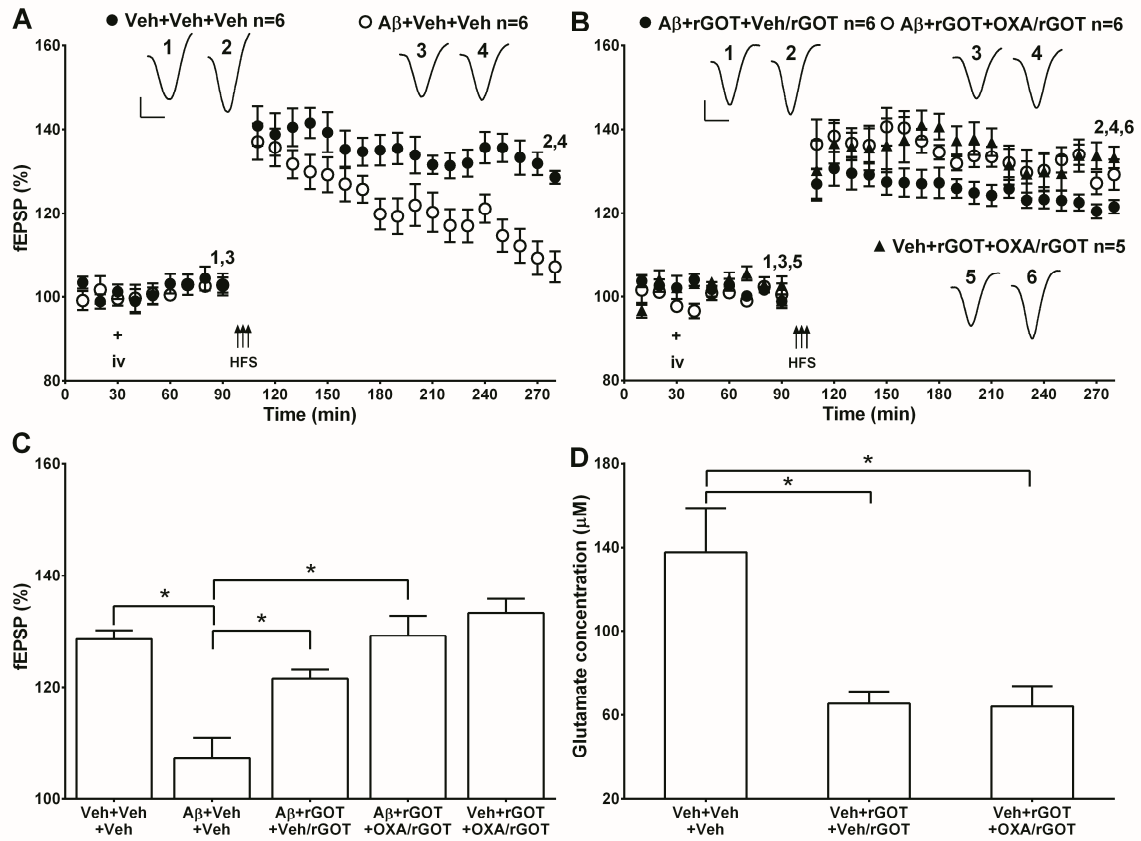 A
● Veh+Veh+Veh n=6
○ Aβ+Veh+Veh n=6
160
140
120
100
80
fEPSP (%)
1
2
3
4
2,4
1,3
+
iv
HFS
0 30 60 90 120 150 180 210 240 270
Time (min)
B
● Aβ+rGOT+Veh/rGOT n=6
○ Aβ+rGOT+OXA/rGOT n=6
160
140
120
100
80
1
2
3
4
2,4,6
▲ Veh+rGOT+OXA/rGOT n=5
1,3,5
5
6
+
iv
HFS
0 30 60 90 120 150 180 210 240 270
Time (min)
C
160
140
120
100
fEPSP (%)
*
*
*
Veh+Veh
+Veh
Aβ+Veh
+Veh
Aβ+rGOT
+Veh/rGOT
Aβ+rGOT
+OXA/rGOT
Veh+rGOT
+OXA/rGOT
D
180
140
100
60
20
Glutamate concentration (μM)
*
*
Veh+Veh
+Veh
Veh+rGOT
+Veh/rGOT
Veh+rGOT
+OXA/rGOT